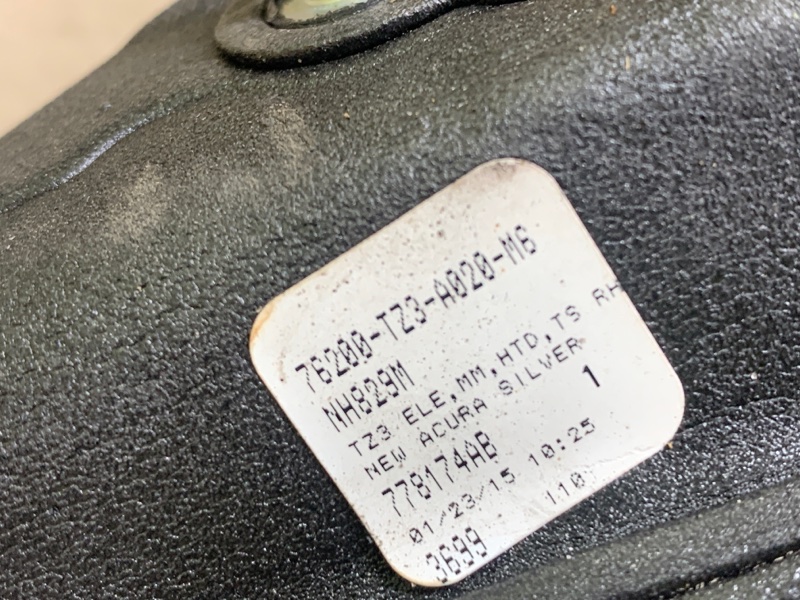 76200-TZ3-A020-M6
NH829M
TZ3 ELE,MM,HTD,TS RH
NEW ACURA SILVER
1
778174AB
01/23/15 10:25
3699 110